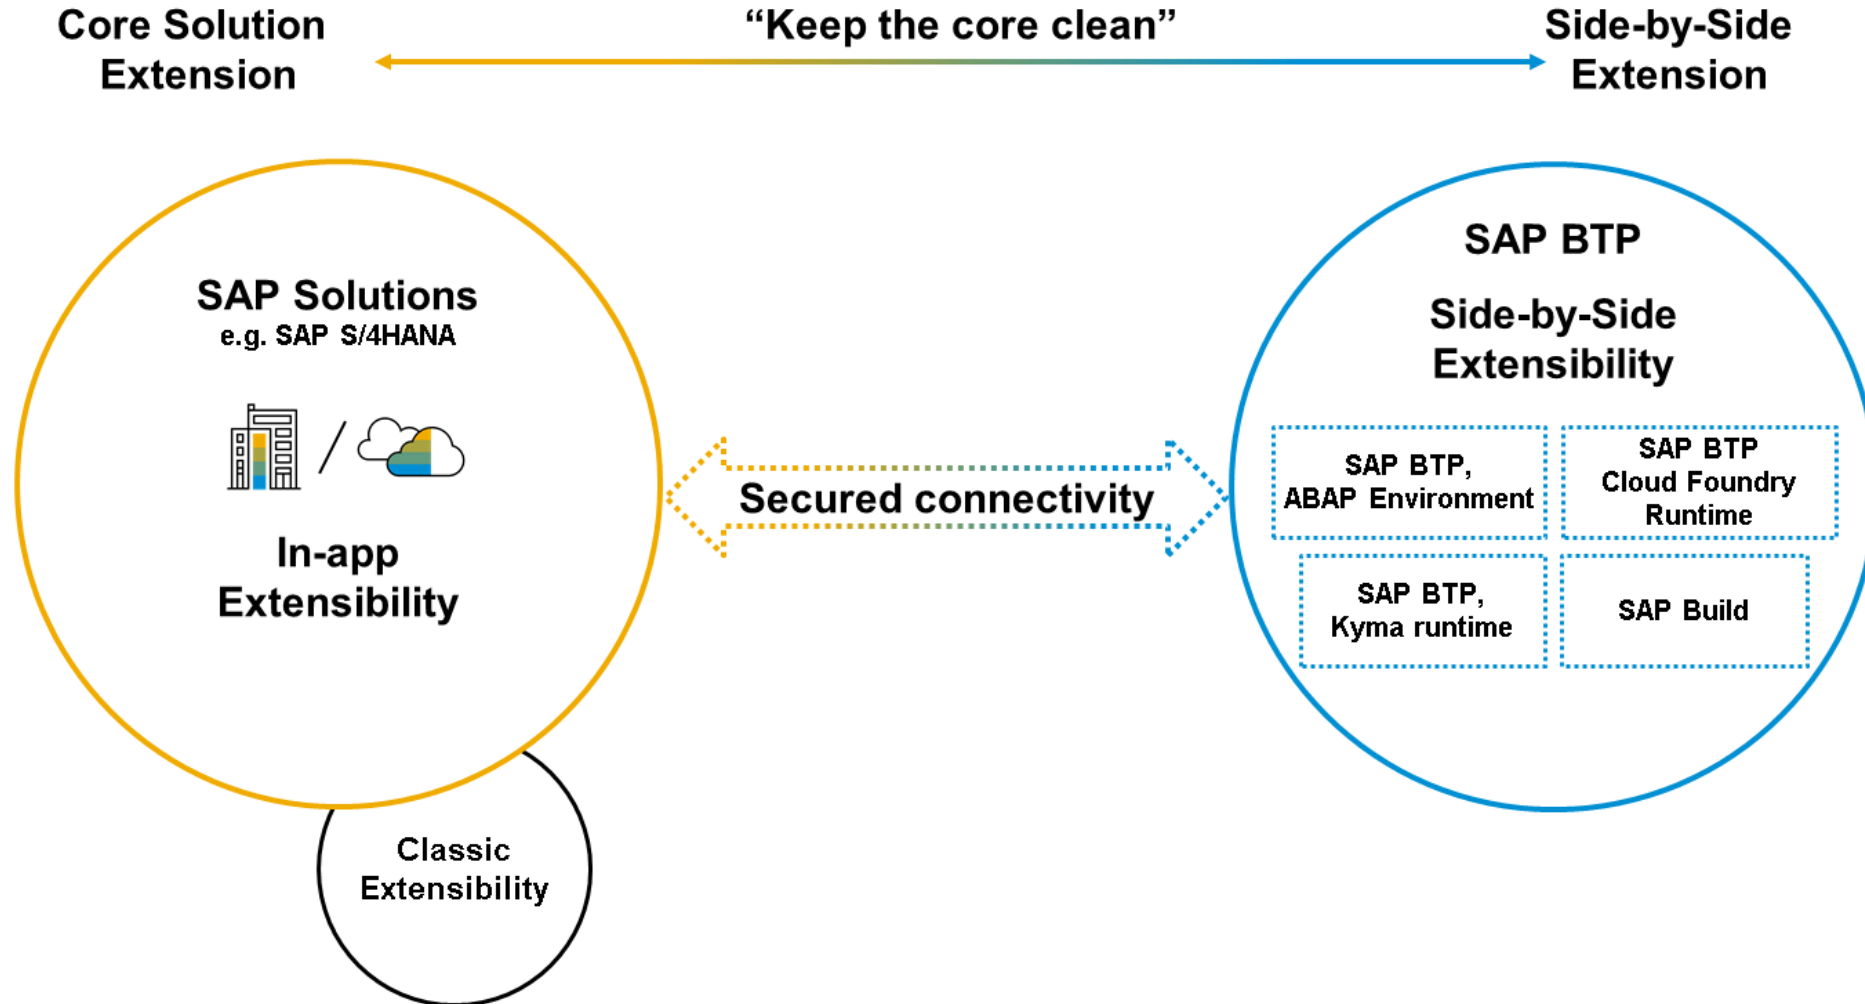 Core Solution
Extension
“Keep the core clean”
Side-by-Side
Extension
SAP Solutions
e.g. SAP S/4HANA
In-app
Extensibility
Classic
Extensibility
Secured connectivity
SAP BTP
Side-by-Side
Extensibility
SAP BTP,
ABAP Environment
SAP BTP
Cloud Foundry
Runtime
SAP BTP,
Kyma runtime
SAP Build